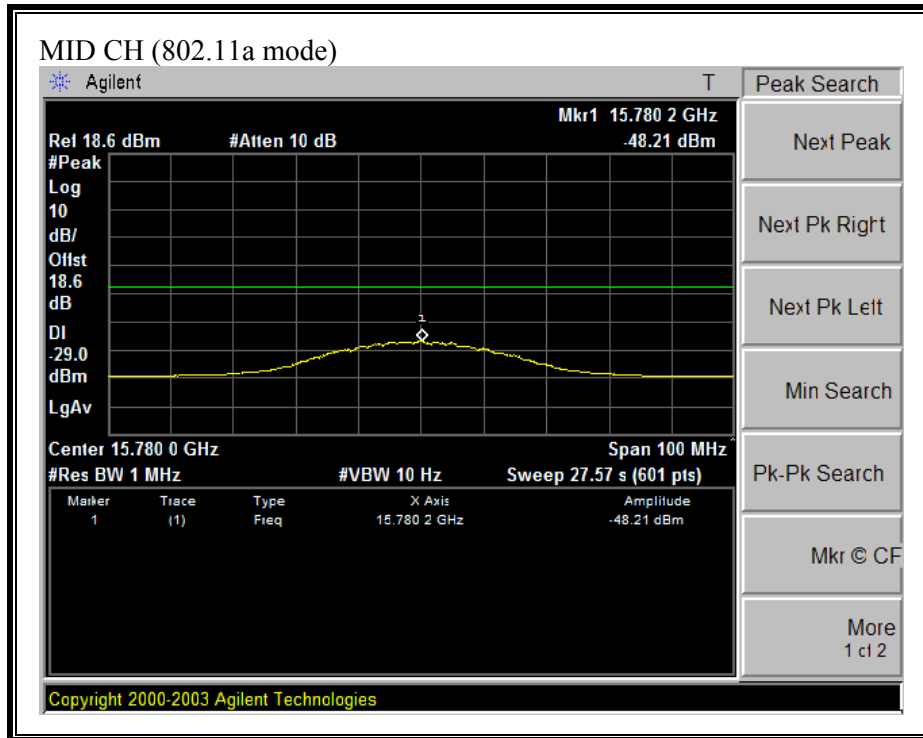 MID CH (802.11a mode)
Agilent T
Peak Search
Mkr1 15.780 2 GHz
Ref 18.6 dBm #Atten 10 dB -48.21 dBm
#Peak
Log
10
dB/
Offst
18.6
dB
DI
-29.0
dBm
LgAv
1
Center 15.780 0 GHz Span 100 MHz
#Res BW 1 MHz #VBW 10 Hz Sweep 27.57 s (601 pts)
Marker Trace Type X Axis Amplitude
1 (1) Freq 15.780 2 GHz -48.21 dBm
Next Peak
Next Pk Right
Next Pk Left
Min Search
Pk-Pk Search
Mkr © CF
More
1 of 2
Copyright 2000-2003 Agilent Technologies